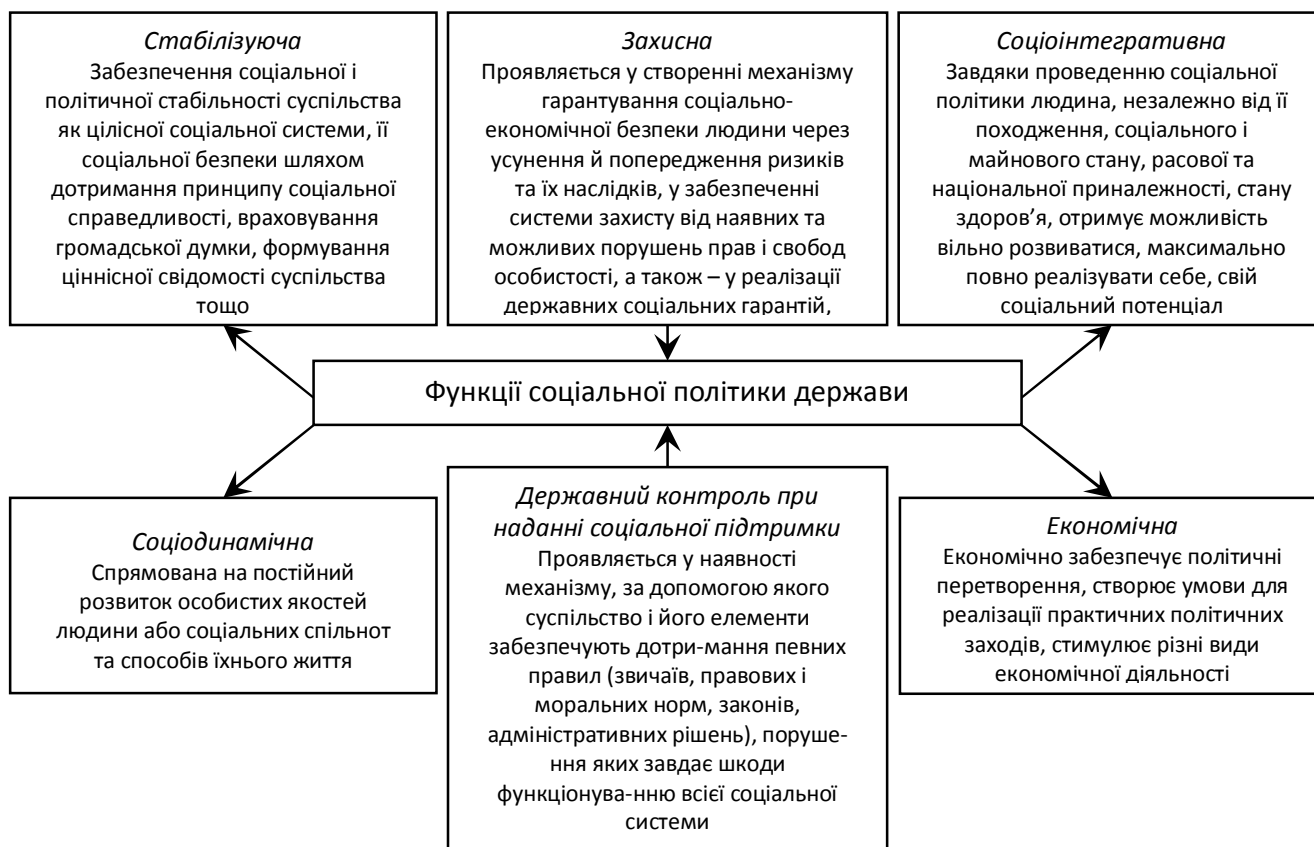 Стабілізуюча
Забезпечення соціальної і
політичної стабільності суспільства
як цілісної соціальної системи, її
соціальної безпеки шляхом
дотримання принципу соціальної
справедливості, враховування
громадської думки, формування
ціннісної свідомості суспільства
тощо
Захисна
Проявляється у створенні механізму
гарантування соціально-
економічної безпеки людини через
усунення й попередження ризиків
та їх наслідків, у забезпеченні
системи захисту від наявних та
можливих порушень прав і свобод
особистості, а також – у реалізації
державних соціальних гарантій,
Соціоінтегративна
Завдяки проведенню соціальної
політики людина, незалежно від її
походження, соціального і
майнового стану, расової та
національної приналежності, стану
здоров’я, отримує можливість
вільно розвиватися, максимально
повно реалізувати себе, свій
соціальний потенціал
Функції соціальної політики держави
Соціодинамічна
Спрямована на постійний
розвиток особистих якостей
людини або соціальних спільнот
та способів їхнього життя
Державний контроль при
наданні соціальної підтримки
Проявляється у наявності
механізму, за допомогою якого
суспільство і його елементи
забезпечують дотри-мання певних
правил (звичаїв, правових і
моральних норм, законів,
адміністративних рішень), поруше-
ння яких завдає шкоди
функціонува-нню всієї соціальної
системи
Економічна
Економічно забезпечує політичні
перетворення, створює умови для
реалізації практичних політичних
заходів, стимулює різні види
економічної діяльності